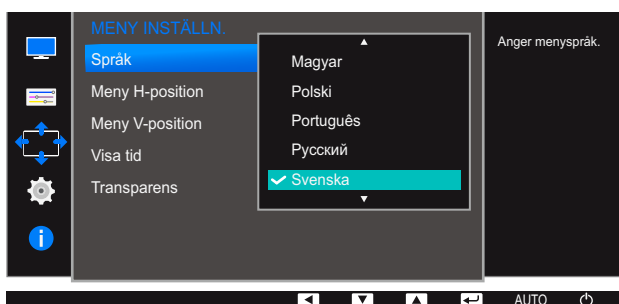 MENY INSTÄLLN.
Språk
Meny H-position
Meny V-position
Visa tid
Transparens
Magyar
Polski
Português
Русский
Svenska
Anger menyspråk.
AUTO